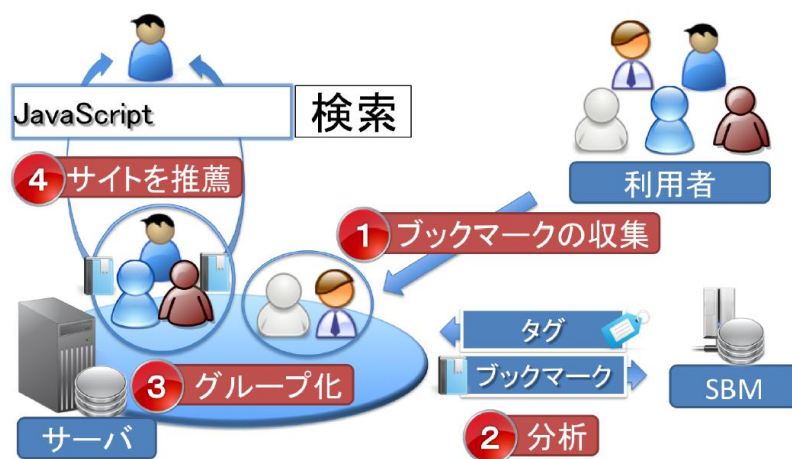 JavaScript
検索
4 サイトを推薦
利用者
1 ブックマークの収集
タグ
ブックマーク
3 グループ化
SBM
サーバ
2 分析